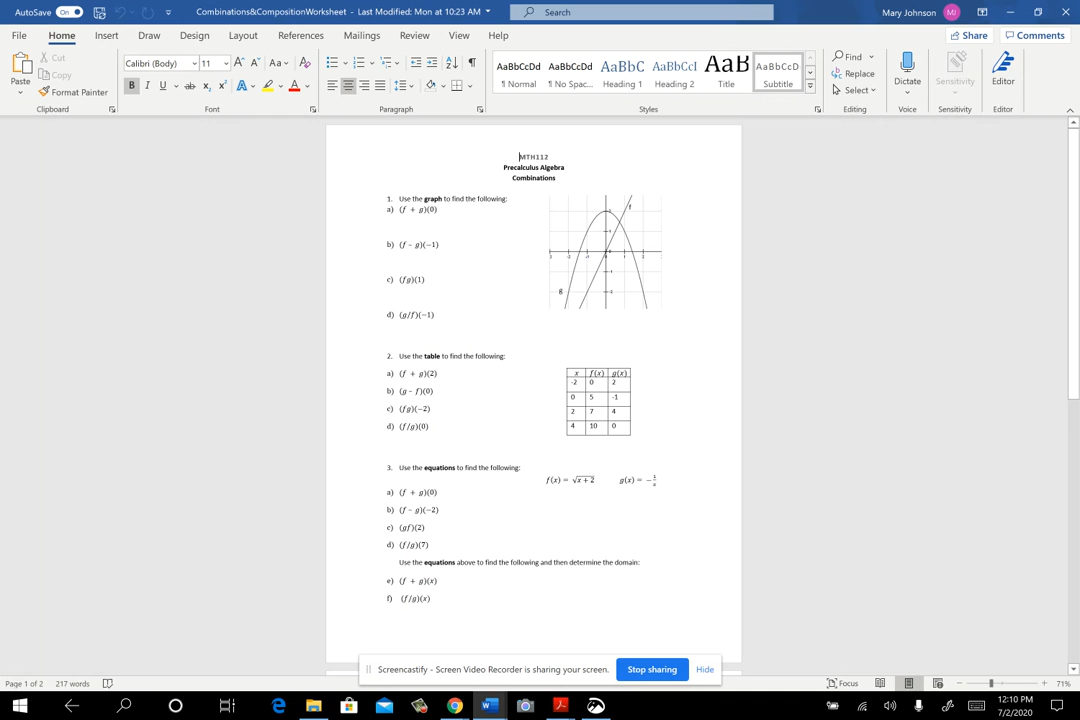 AutoSave On Combinations&CompositionWorksheet - Last Modified: Mon at 10:23 AM Search Mary Johnson MJ
File Home Insert Draw Design Layout References Mailings Review View Help Share Comments
Paste Cut Copy Format Painter Clipboard
Calibri (Body) 11 Font
Paragraph
AaBbCcDd ¶ Normal AaBbCcDd ¶ No Spac... AaBbC Heading 1 AaBbCcI Heading 2 AaB Title AaBbCcD Subtitle Styles
Find Replace Select Editing
Dictate Voice Sensitivity Sensitivity Editor Editor
MTH112
Precalculus Algebra
Combinations
1. Use the graph to find the following:
a) (f + g)(0)
b) (f - g)(−1)
c) (fg)(1)
d) (g/f)(−1)
f
g
2. Use the table to find the following:
a) (f + g)(2)
b) (g - f)(0)
c) (fg)(−2)
d) (f/g)(0)
x f(x) g(x)
-2 0 2
0 5 -1
2 7 4
4 10 0
3. Use the equations to find the following:
f(x) = √x + 2 g(x) = −1/x
a) (f + g)(0)
b) (f - g)(−2)
c) (gf)(2)
d) (f/g)(7)
Use the equations above to find the following and then determine the domain:
e) (f + g)(x)
f) (f/g)(x)
Screencastify - Screen Video Recorder is sharing your screen. Stop sharing Hide
Page 1 of 2 217 words Focus 71%
12:10 PM
7/2/2020